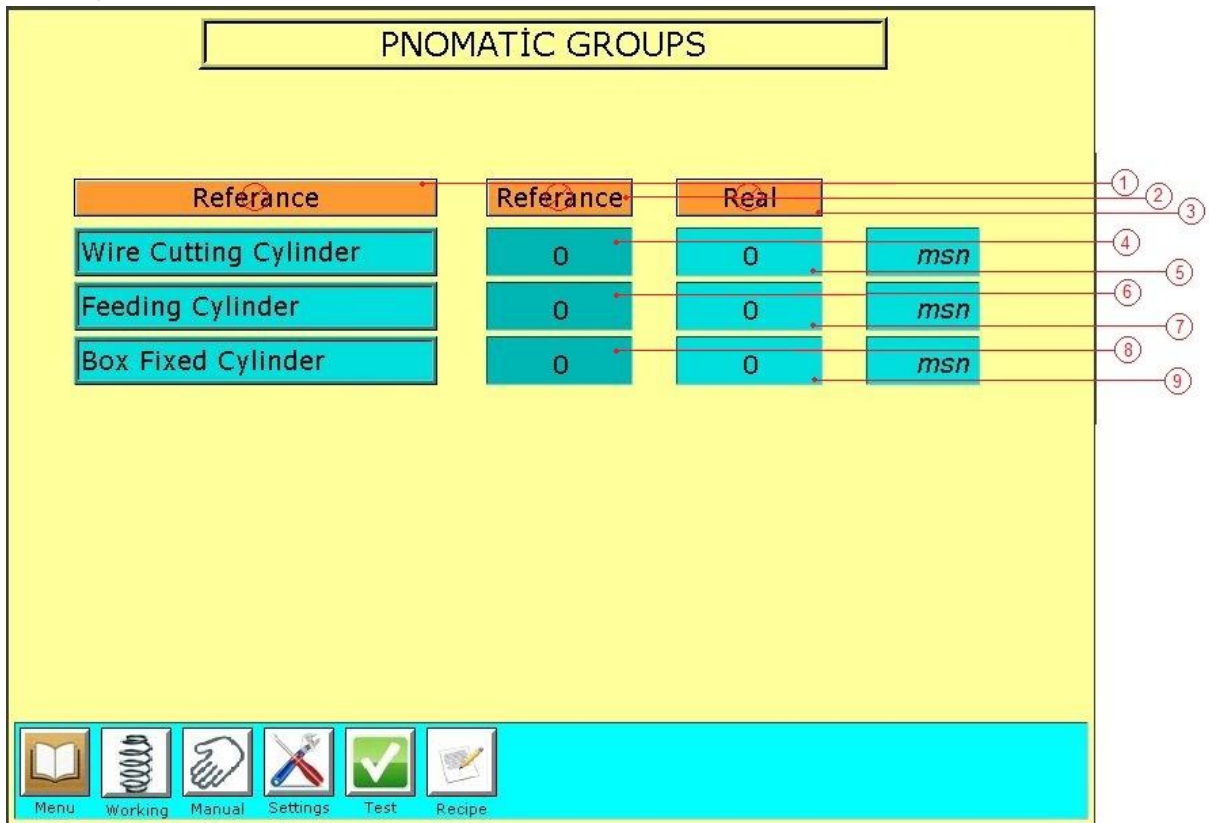 PNOMATİC GROUPS
Referance Referance Real
1
2
3
Wire Cutting Cylinder 0 0 msn
4
5
Feeding Cylinder 0 0 msn
6
7
Box Fixed Cylinder 0 0 msn
8
9
Menu Working Manual Settings Test Recipe